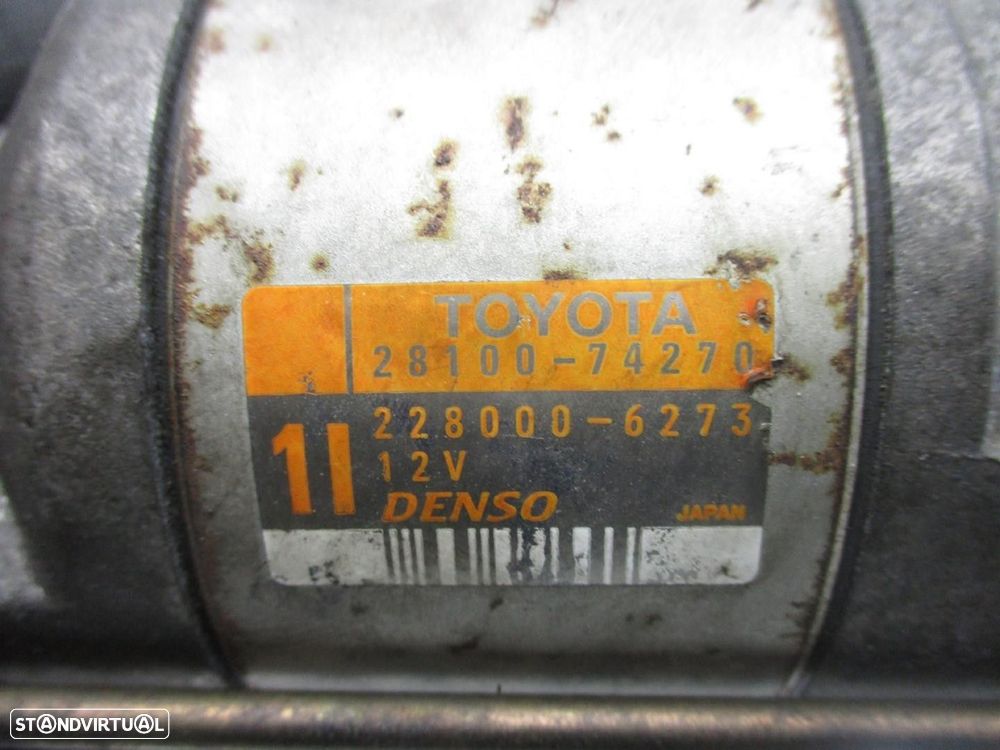 TOYOTA
28100-74270
228000-6273
1I
12V
DENSO
JAPAN
STANDVIRTUAL